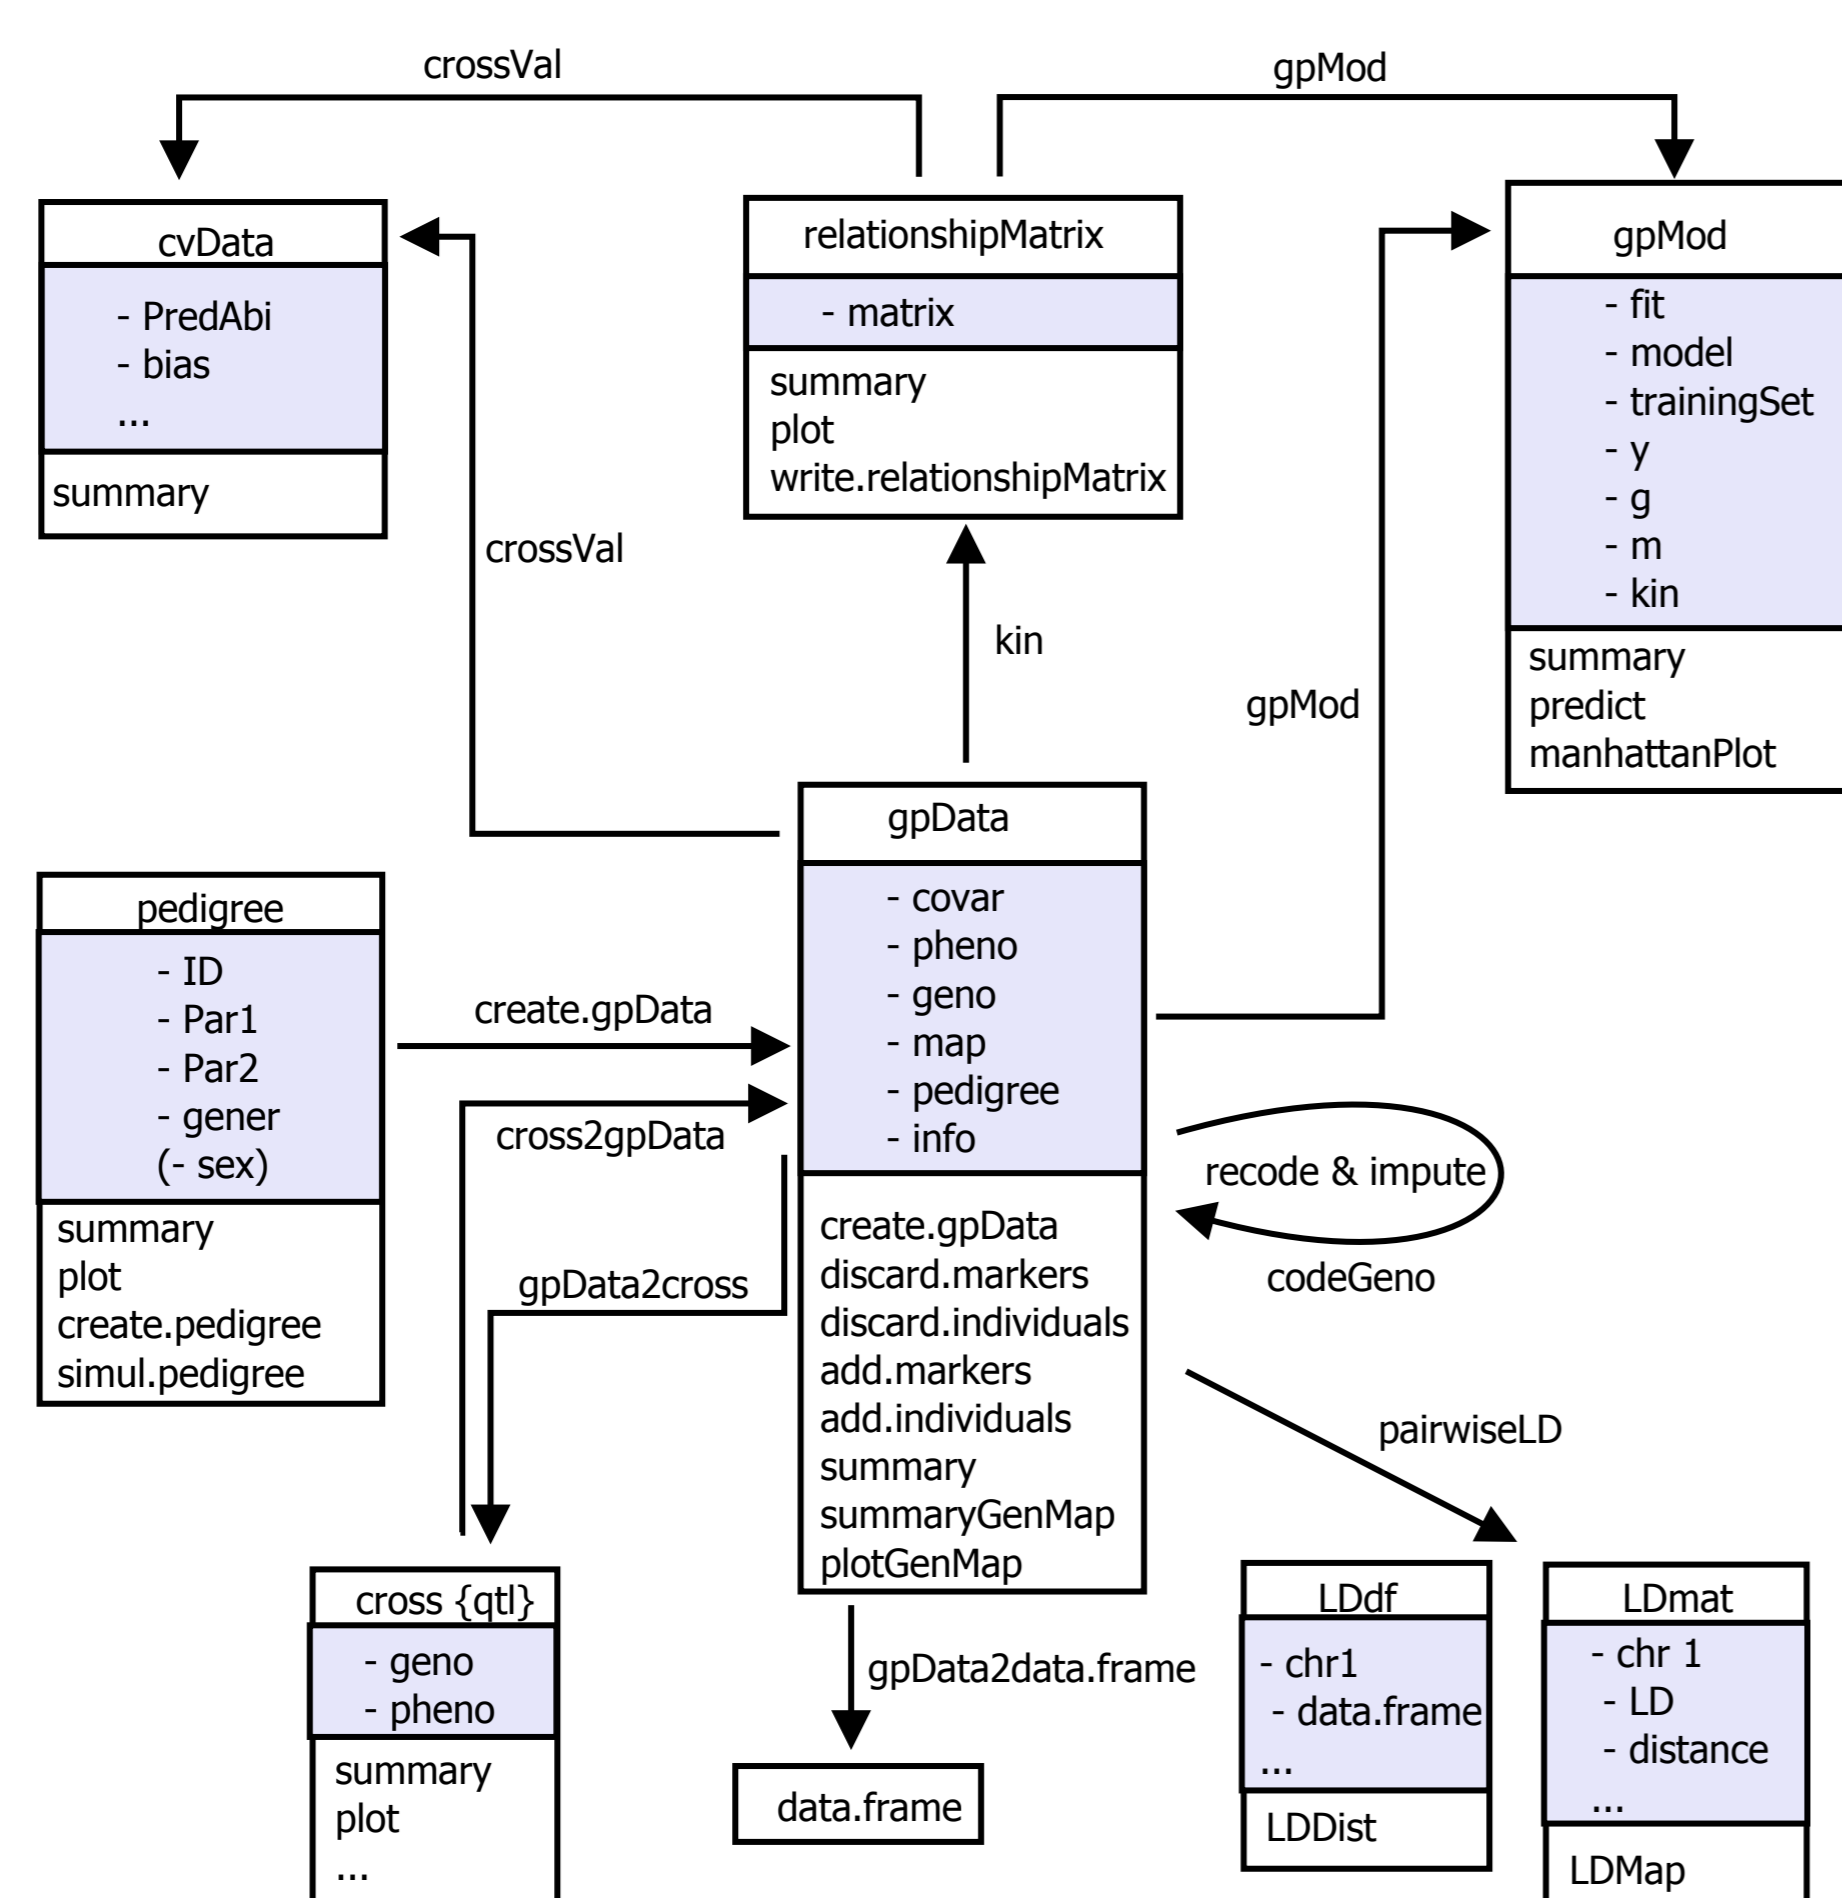 crossVal
gpMod
cvData
- PredAbi
- bias
...
summary
relationshipMatrix
- matrix
summary
plot
write.relationshipMatrix
gpMod
- fit
- model
- trainingSet
- y
- g
- m
- kin
summary
predict
manhattanPlot
crossVal
kin
gpMod
pedigree
- ID
- Par1
- Par2
- gener
(- sex)
summary
plot
create.pedigree
simul.pedigree
create.gpData
cross2gpData
gpData2cross
gpData
- covar
- pheno
- geno
- map
- pedigree
- info
create.gpData
discard.markers
discard.individuals
add.markers
add.individuals
summary
summaryGenMap
plotGenMap
recode & impute
codeGeno
pairwiseLD
cross {qtl}
- geno
- pheno
summary
plot
...
gpData2data.frame
data.frame
LDdf
- chr1
- data.frame
...
LDDist
LDmat
- chr 1
- LD
- distance
...
LDMap